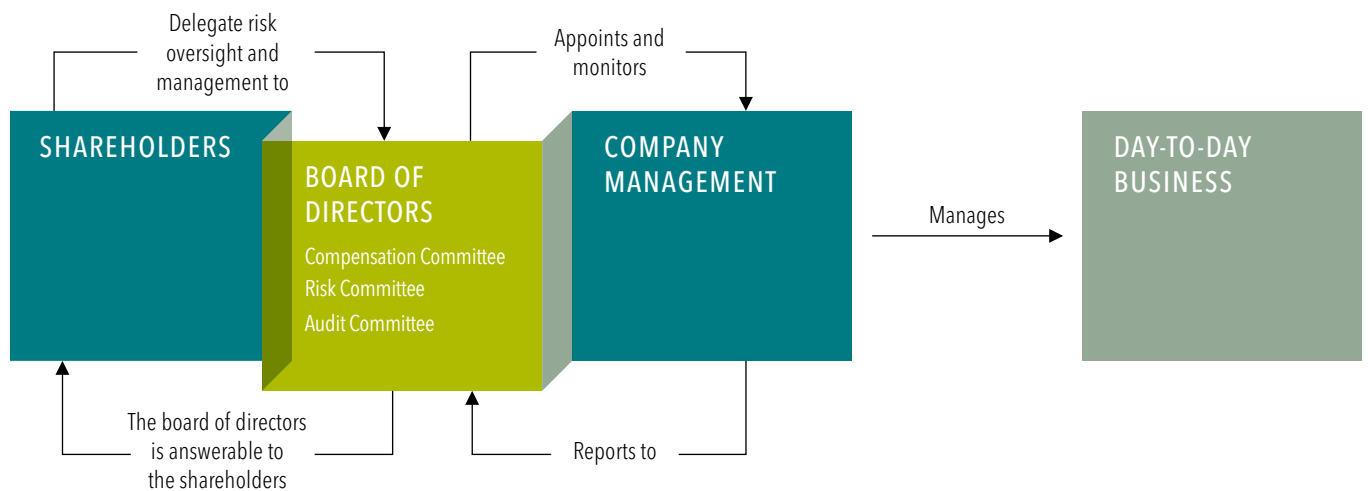 Delegate risk
oversight and
management to
Appoints and
monitors
SHAREHOLDERS
BOARD OF
DIRECTORS
Compensation Committee
Risk Committee
Audit Committee
COMPANY
MANAGEMENT
Manages
DAY-TO-DAY
BUSINESS
The board of directors
is answerable to
the shareholders
Reports to